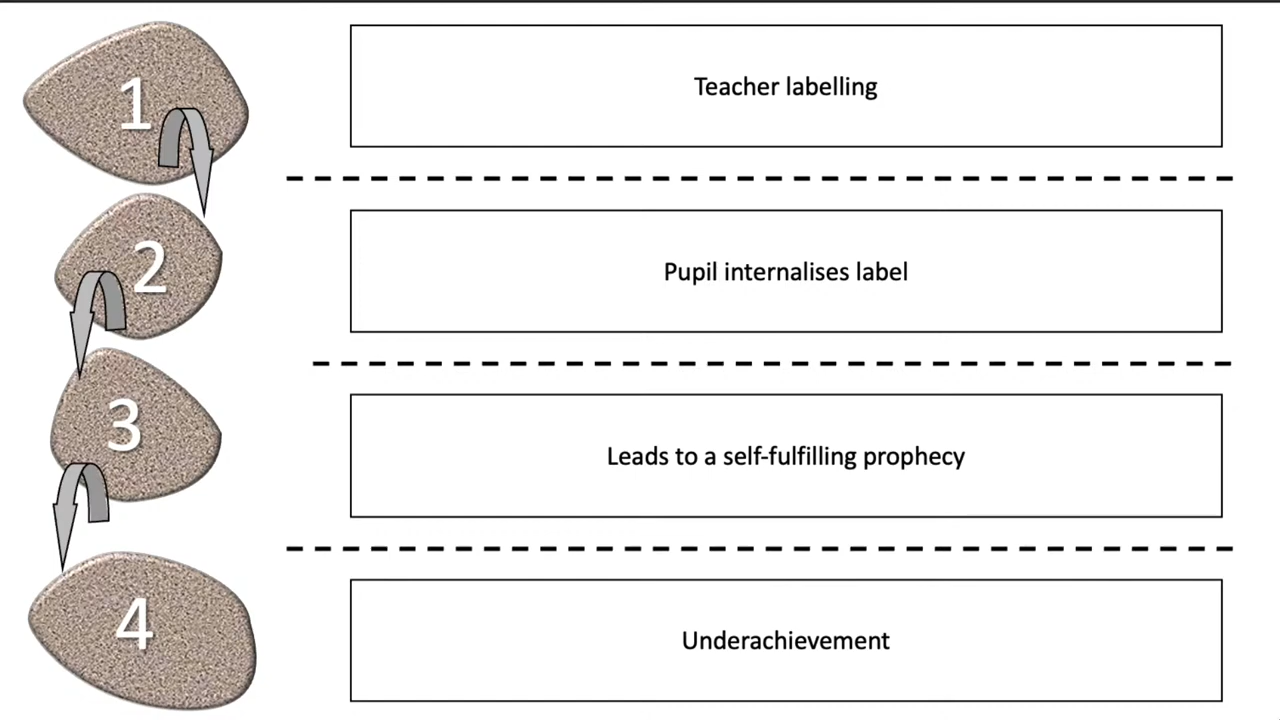 1
Teacher labelling
2
Pupil internalises label
3
Leads to a self-fulfilling prophecy
4
Underachievement